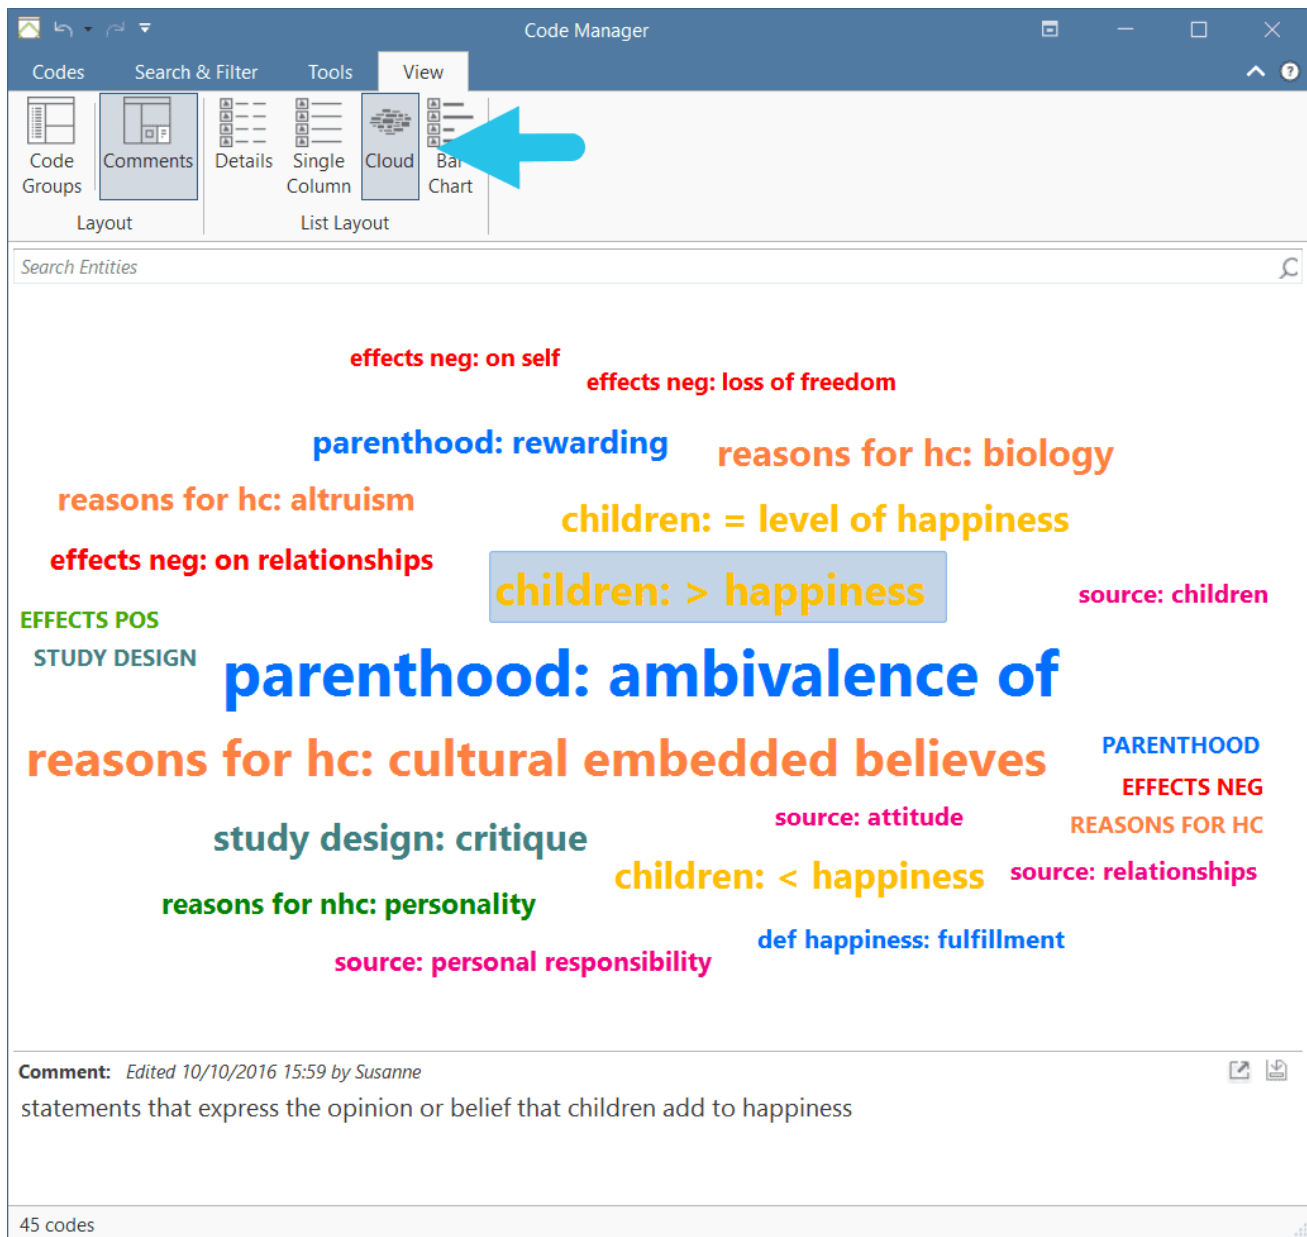 Code Manager
Codes Search & Filter Tools View
Code Groups
Comments
Details
Single Column
Cloud
Bar Chart
Layout
List Layout
Search Entities
effects neg: on self
effects neg: loss of freedom
parenthood: rewarding
reasons for hc: biology
reasons for hc: altruism
children: = level of happiness
effects neg: on relationships
children: > happiness
source: children
EFFECTS POS
STUDY DESIGN
parenthood: ambivalence of
reasons for hc: cultural embedded believes
PARENTHOOD
EFFECTS NEG
source: attitude
REASONS FOR HC
study design: critique
children: < happiness
source: relationships
reasons for nhc: personality
def happiness: fulfillment
source: personal responsibility
Comment: Edited 10/10/2016 15:59 by Susanne
statements that express the opinion or belief that children add to happiness
45 codes